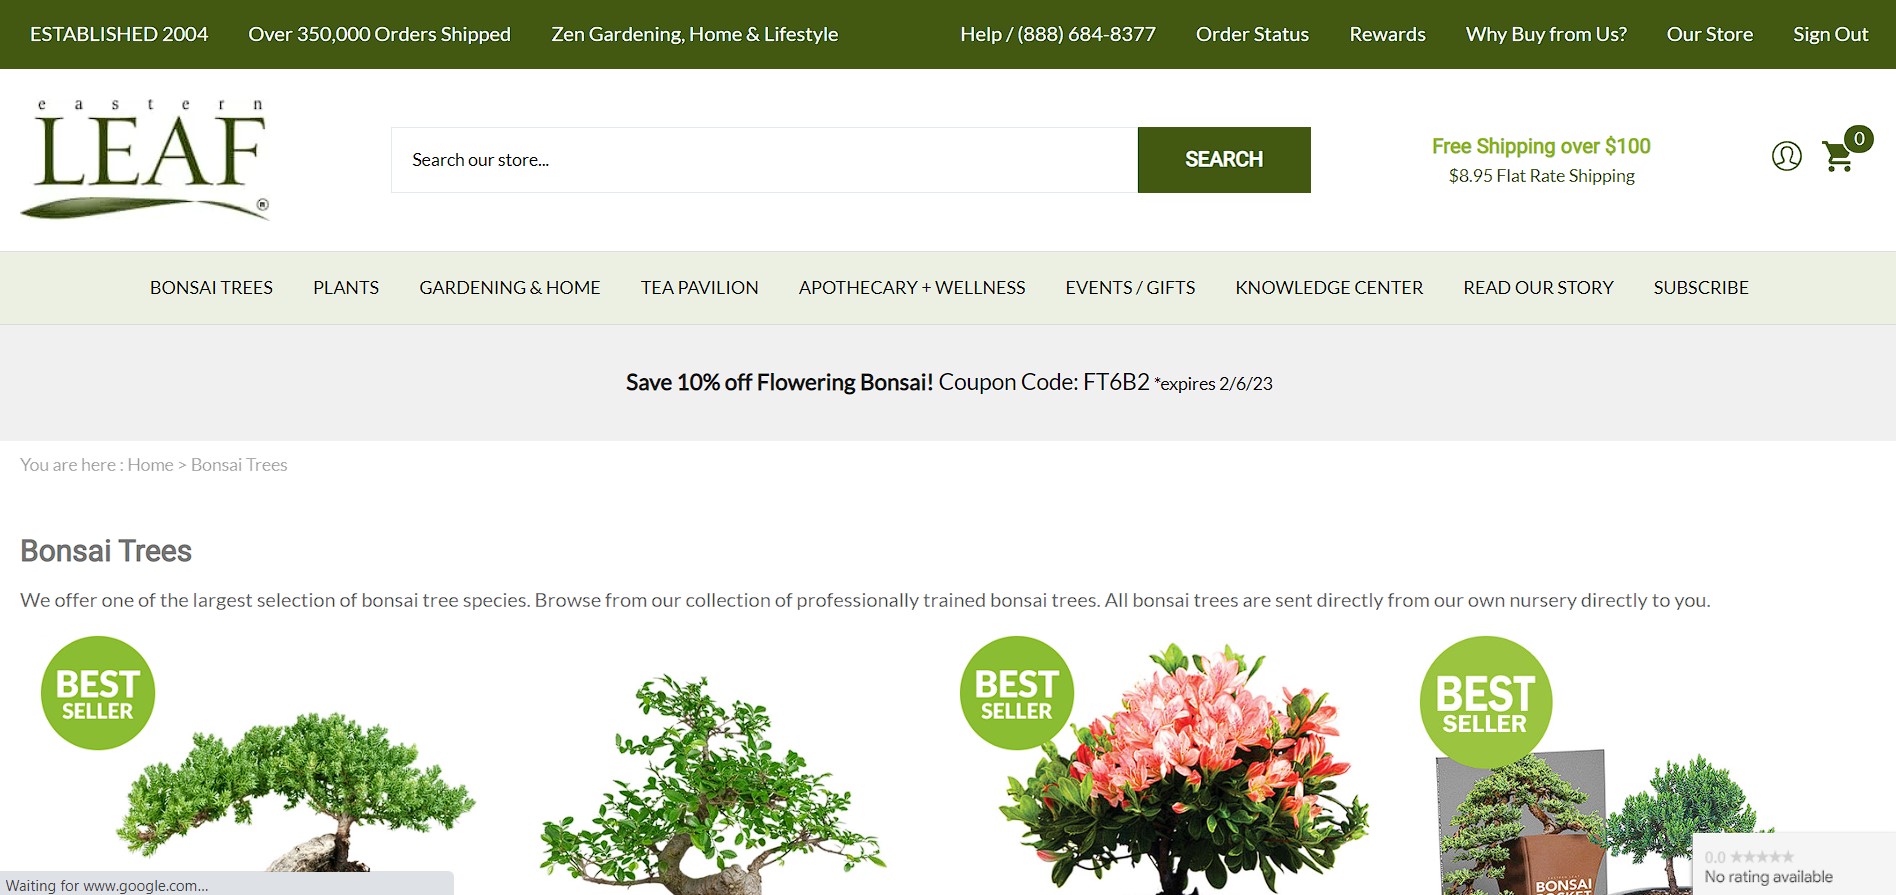 ESTABLISHED 2004 Over 350,000 Orders Shipped Zen Gardening, Home & Lifestyle Help / (888) 684-8377 Order Status Rewards Why Buy from Us? Our Store Sign Out
eastern
LEAF
®
Search our store...
SEARCH
Free Shipping over $100
$8.95 Flat Rate Shipping
0
BONSAI TREES PLANTS GARDENING & HOME TEA PAVILION APOTHECARY + WELLNESS EVENTS / GIFTS KNOWLEDGE CENTER READ OUR STORY SUBSCRIBE
Save 10% off Flowering Bonsai! Coupon Code: FT6B2 *expires 2/6/23
You are here : Home > Bonsai Trees
Bonsai Trees
We offer one of the largest selection of bonsai tree species. Browse from our collection of professionally trained bonsai trees. All bonsai trees are sent directly from our own nursery directly to you.
BEST
SELLER
BEST
SELLER
BEST
SELLER
BONSAI
POCKET
0.0 ★★★★★
No rating available
Waiting for www.google.com...